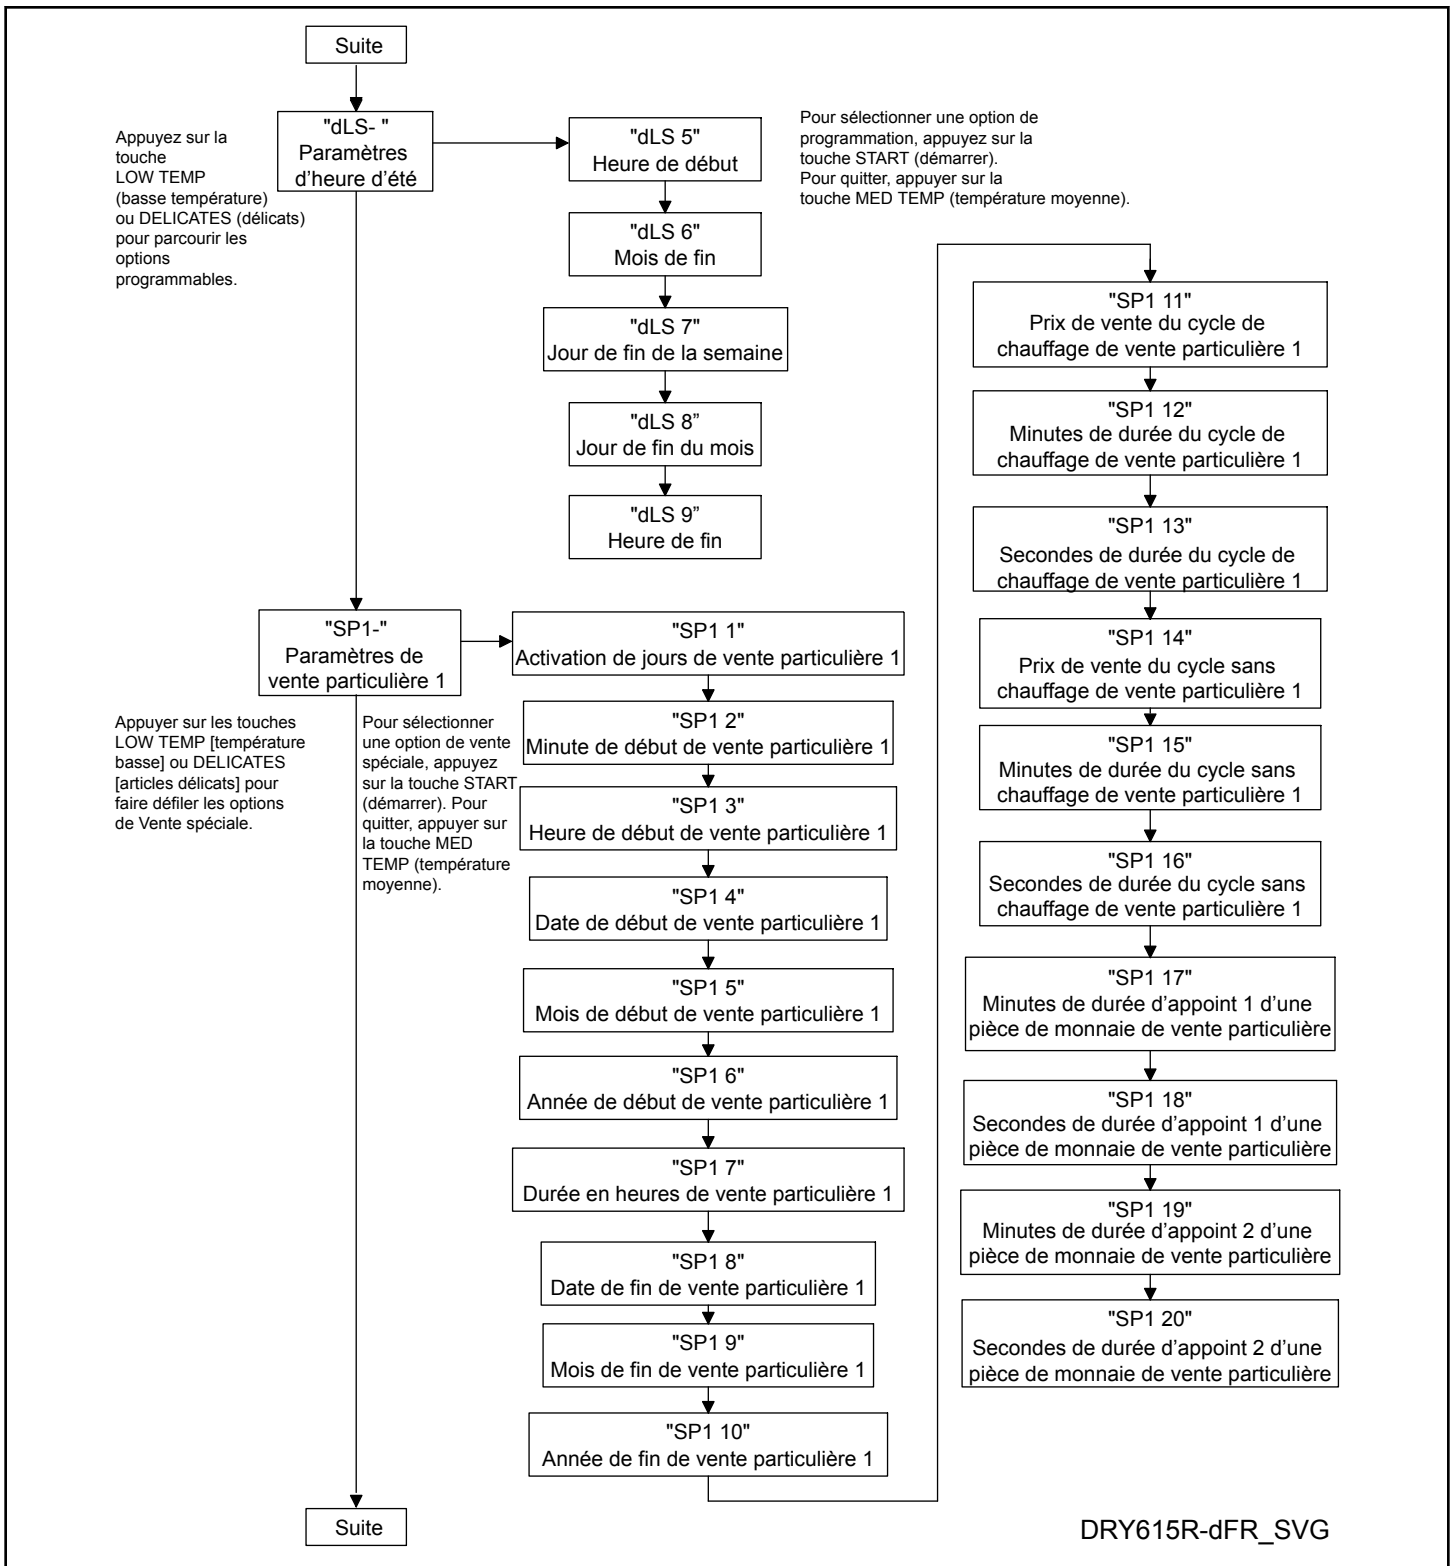 Suite
Appuyez sur la
touche
LOW TEMP
(basse température)
ou DELICATES (délicats)
pour parcourir les
options
programmables.
"dLS- "
Paramètres
d'heure d'été
"dLS 5"
Heure de début
"dLS 6"
Mois de fin
"dLS 7"
Jour de fin de la semaine
"dLS 8”
Jour de fin du mois
"dLS 9”
Heure de fin
Pour sélectionner une option de
programmation, appuyez sur la
touche START (démarrer).
Pour quitter, appuyer sur la
touche MED TEMP (température moyenne).
"SP1-"
Paramètres de
vente particulière 1
Appuyer sur les touches
LOW TEMP [température
basse] ou DELICATES
[articles délicats] pour
faire défiler les options
de Vente spéciale.
Pour sélectionner
une option de vente
spéciale, appuyez
sur la touche START
(démarrer). Pour
quitter, appuyer sur
la touche MED
TEMP (température
moyenne).
"SP1 1"
Activation de jours de vente particulière 1
"SP1 2"
Minute de début de vente particulière 1
"SP1 3"
Heure de début de vente particulière 1
"SP1 4"
Date de début de vente particulière 1
"SP1 5"
Mois de début de vente particulière 1
"SP1 6"
Année de début de vente particulière 1
"SP1 7"
Durée en heures de vente particulière 1
"SP1 8"
Date de fin de vente particulière 1
"SP1 9"
Mois de fin de vente particulière 1
"SP1 10"
Année de fin de vente particulière 1
"SP1 11"
Prix de vente du cycle de
chauffage de vente particulière 1
"SP1 12"
Minutes de durée du cycle de
chauffage de vente particulière 1
"SP1 13"
Secondes de durée du cycle de
chauffage de vente particulière 1
"SP1 14"
Prix de vente du cycle sans
chauffage de vente particulière 1
"SP1 15"
Minutes de durée du cycle sans
chauffage de vente particulière 1
"SP1 16"
Secondes de durée du cycle sans
chauffage de vente particulière 1
"SP1 17"
Minutes de durée d’appoint 1 d’une
pièce de monnaie de vente particulière
"SP1 18"
Secondes de durée d’appoint 1 d’une
pièce de monnaie de vente particulière
"SP1 19"
Minutes de durée d’appoint 2 d’une
pièce de monnaie de vente particulière
"SP1 20"
Secondes de durée d’appoint 2 d’une
pièce de monnaie de vente particulière
Suite
DRY615R-dFR_SVG